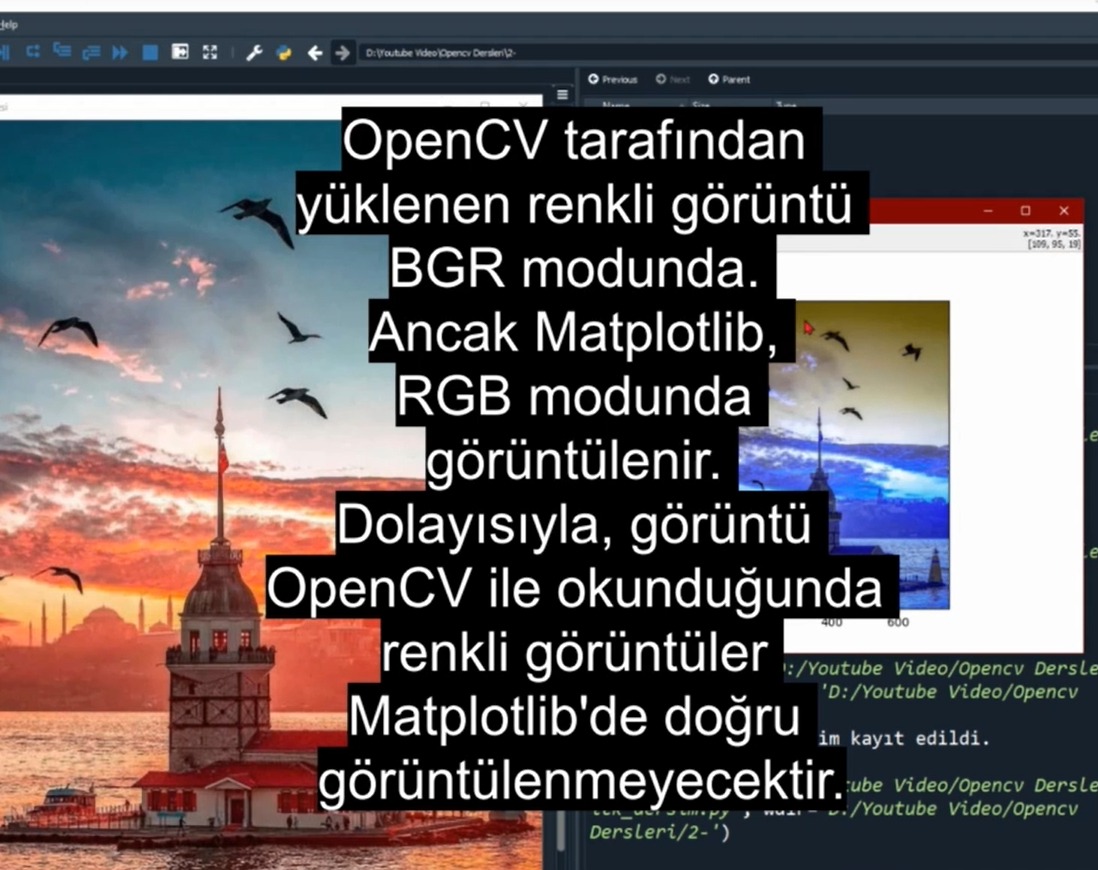 Help
D:\Youtube Video\Opencv Dersleri\2-
Previous
Next
Parent
Name
Size
Type
OpenCV tarafından
yüklenen renkli görüntü
BGR modunda.
Ancak Matplotlib,
RGB modunda
görüntülenir.
Dolayısıyla, görüntü
OpenCV ile okunduğunda
renkli görüntüler
Matplotlib'de doğru
görüntülenmeyecektir.
x=317. y=55.
[109, 95, 19]
400 600
:/Youtube Video/Opencv Dersle
'D:/Youtube Video/Opencv
im kayıt edildi.
ube Video/Opencv Dersle
D:/Youtube Video/Opencv
Dersleri/2-')